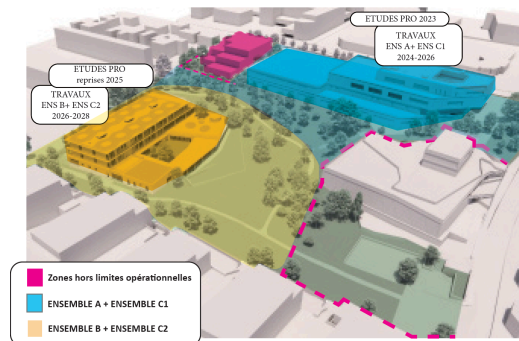 ETUDES PRO 2023
TRAVAUX
ENS A+ ENS C1
2024-2026
ETUDES PRO
reprises 2025
TRAVAUX
ENS B+ ENS C2
2026-2028
Zones hors limites opérationnelles
ENSEMBLE A + ENSEMBLE C1
ENSEMBLE B + ENSEMBLE C2